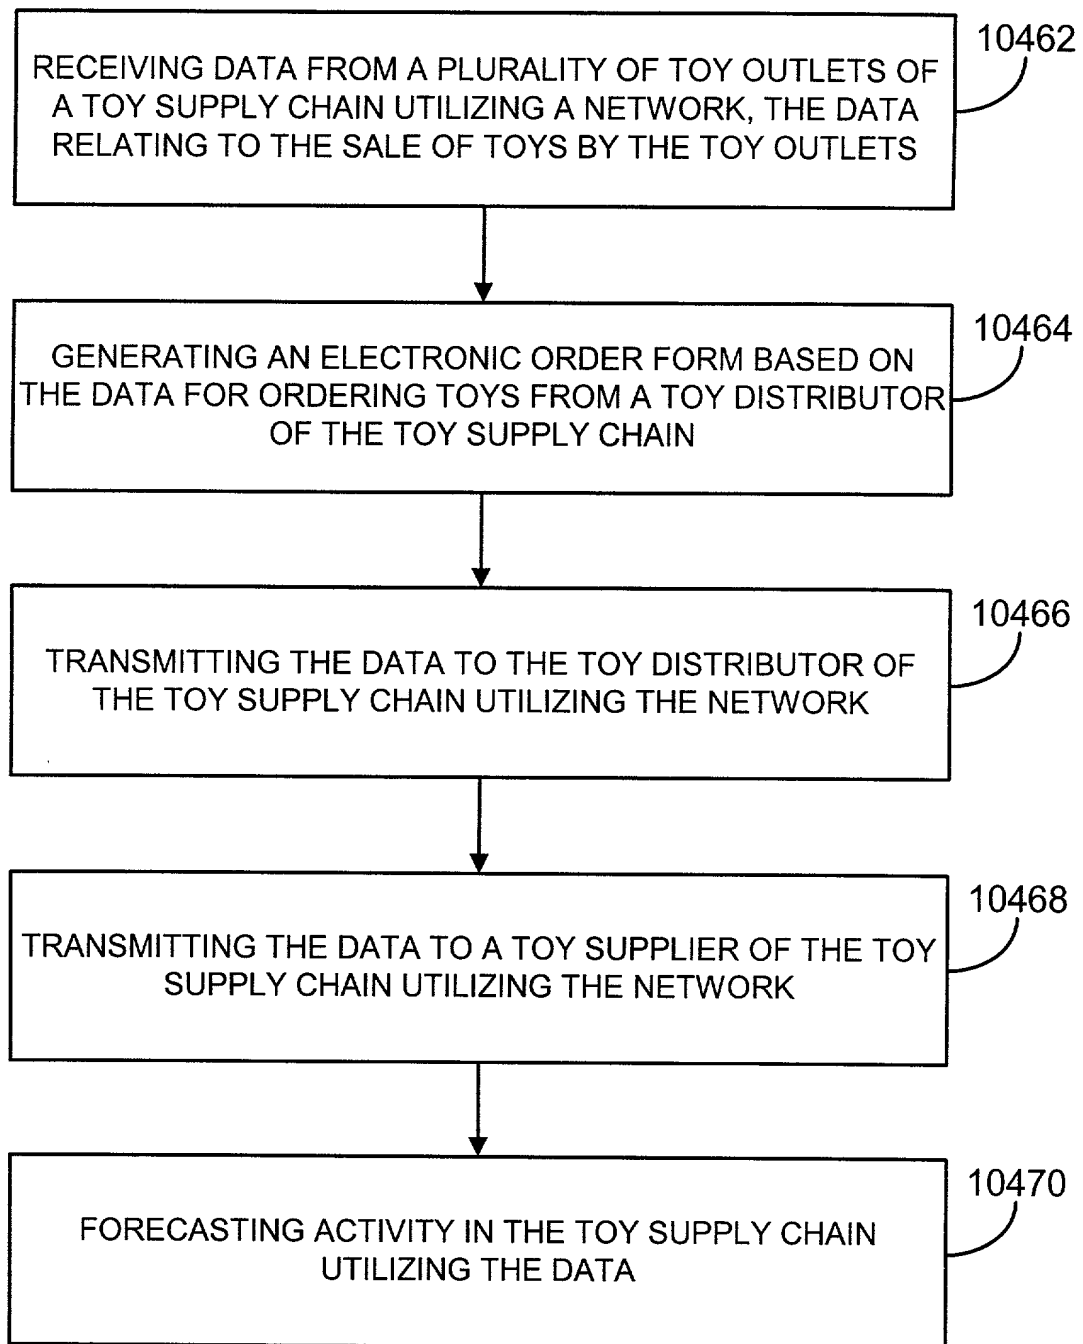 10462
RECEIVING DATA FROM A PLURALITY OF TOY OUTLETS OF
A TOY SUPPLY CHAIN UTILIZING A NETWORK, THE DATA
RELATING TO THE SALE OF TOYS BY THE TOY OUTLETS
10464
GENERATING AN ELECTRONIC ORDER FORM BASED ON
THE DATA FOR ORDERING TOYS FROM A TOY DISTRIBUTOR
OF THE TOY SUPPLY CHAIN
10466
TRANSMITTING THE DATA TO THE TOY DISTRIBUTOR OF
THE TOY SUPPLY CHAIN UTILIZING THE NETWORK
10468
TRANSMITTING THE DATA TO A TOY SUPPLIER OF THE TOY
SUPPLY CHAIN UTILIZING THE NETWORK
10470
FORECASTING ACTIVITY IN THE TOY SUPPLY CHAIN
UTILIZING THE DATA